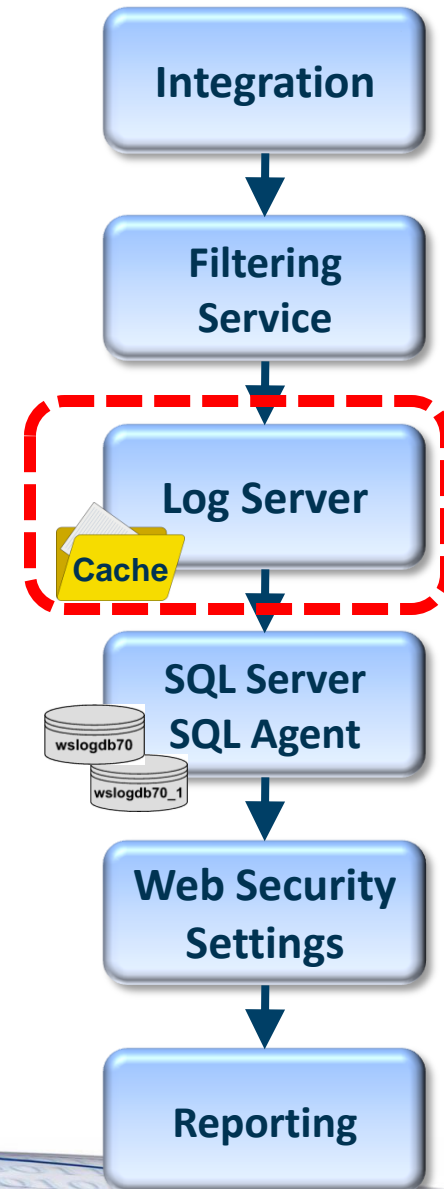 Integration
Filtering
Service
Log Server
Cache
SQL Server
SQL Agent
wslogdb70
wslogdb70_1
Web Security
Settings
Reporting